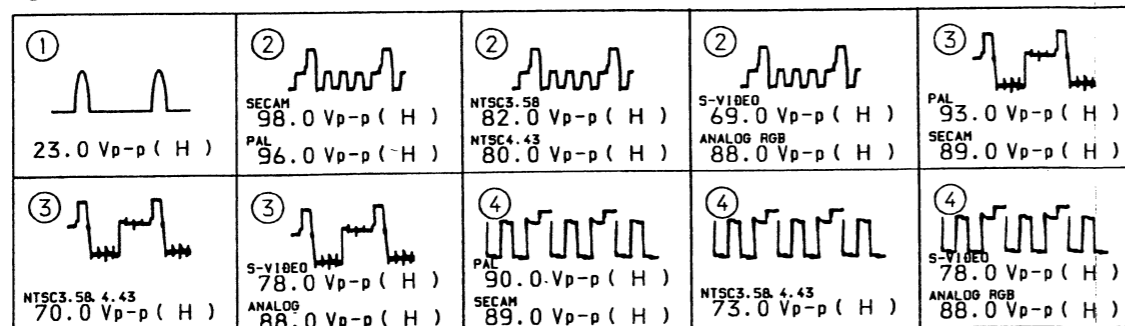 ①
23.0 Vp-p ( H )
②
SECAM
98.0 Vp-p ( H )
PAL
96.0 Vp-p ( H )
②
NTSC3.58
82.0 Vp-p ( H )
NTSC4.43
80.0 Vp-p ( H )
②
S-VIDEO
69.0 Vp-p ( H )
ANALOG RGB
88.0 Vp-p ( H )
③
PAL
93.0 Vp-p ( H )
SECAM
89.0 Vp-p ( H )
③
NTSC3.58 4.43
70.0 Vp-p ( H )
③
S-VIDEO
78.0 Vp-p ( H )
ANALOG
88.0 Vp-p ( H )
④
PAL
90.0 Vp-p ( H )
SECAM
89.0 Vp-p ( H )
④
NTSC3.58 4.43
73.0 Vp-p ( H )
④
S-VIDEO
78.0 Vp-p ( H )
ANALOG RGB
88.0 Vp-p ( H )